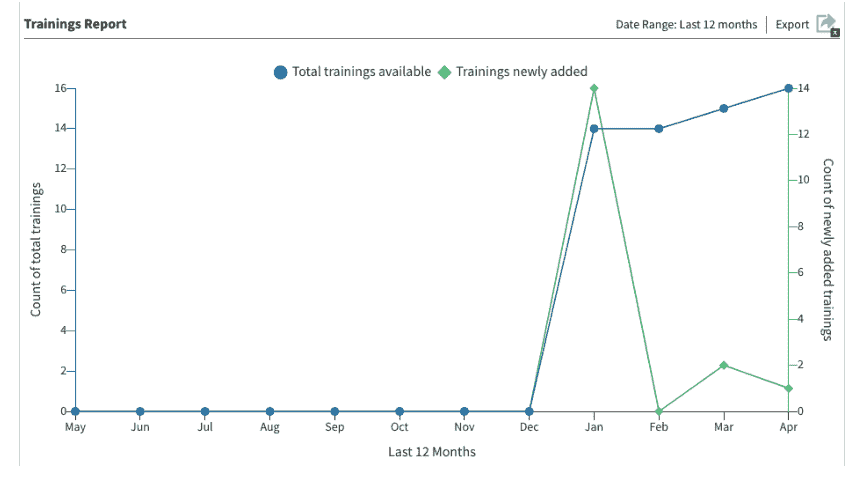 Trainings Report
Date Range: Last 12 months | Export
x
Total trainings available Trainings newly added
Count of total trainings
16
14
12
10
8
6
4
2
0
Count of newly added trainings
14
12
10
8
6
4
2
0
May Jun Jul Aug Sep Oct Nov Dec Jan Feb Mar Apr
Last 12 Months